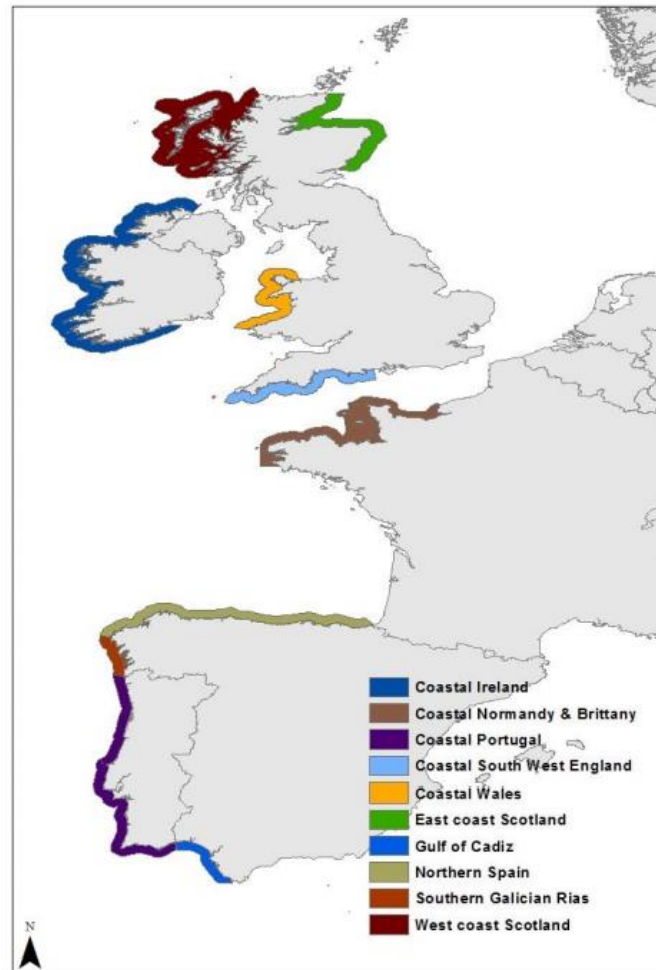 Coastal Ireland
Coastal Normandy & Brittany
Coastal Portugal
Coastal South West England
Coastal Wales
East coast Scotland
Gulf of Cadiz
Northern Spain
Southern Galician Rias
West coast Scotland
N